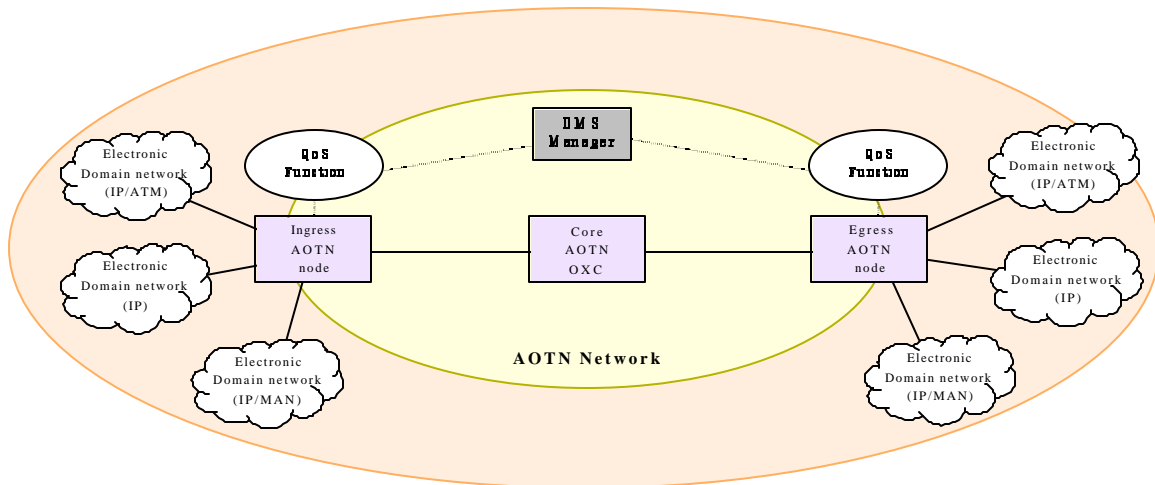 DMS
Manager
Electronic
Domain network
(IP/ATM)
QoS
Function
QoS
Function
Electronic
Domain network
(IP/ATM)
Ingress
AOTN
node
Core
AOTN
OXC
Egress
AOTN
node
Electronic
Domain network
(IP)
Electronic
Domain network
(IP)
AOTN Network
Electronic
Domain network
(IP/MAN)
Electronic
Domain network
(IP/MAN)